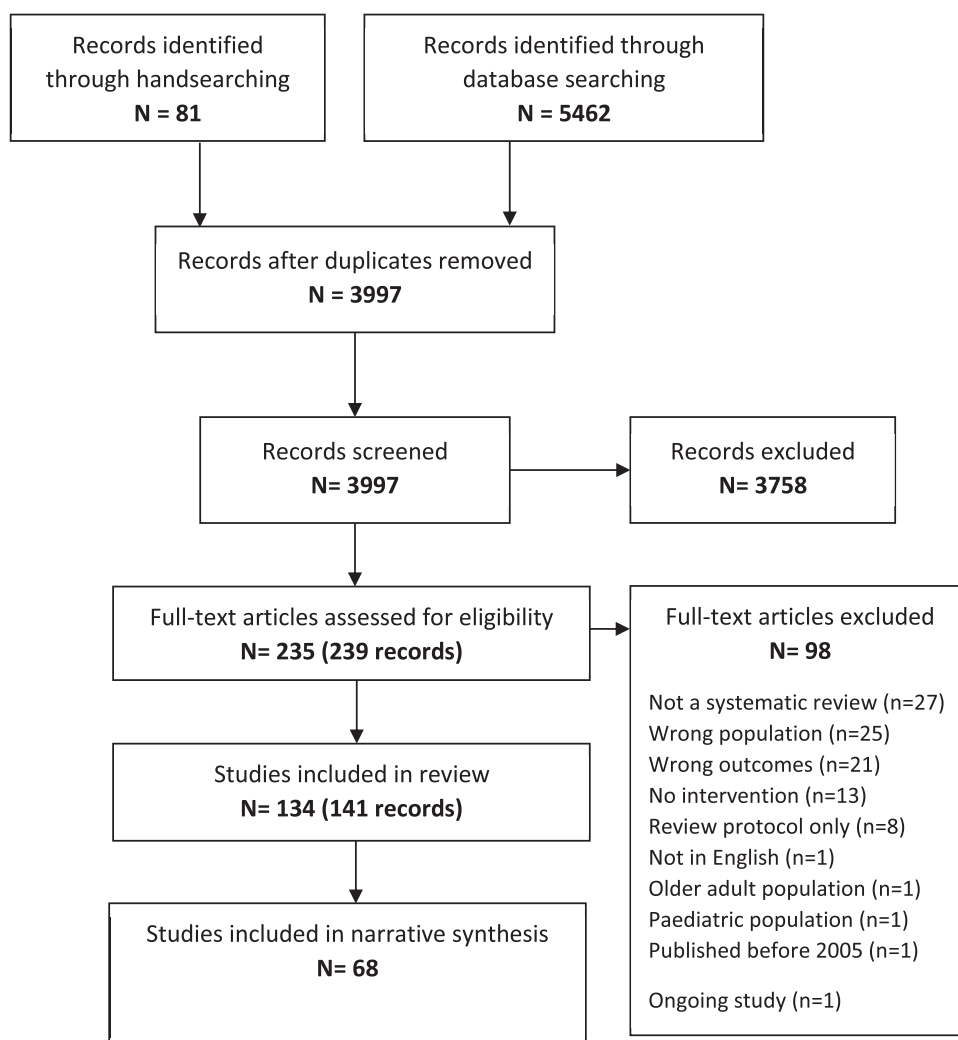 Records identified
through handsearching
N = 81
Records identified through
database searching
N = 5462
Records after duplicates removed
N = 3997
Records screened
N= 3997
Records excluded
N= 3758
Full-text articles assessed for eligibility
N= 235 (239 records)
Full-text articles excluded
N= 98
Not a systematic review (n=27)
Wrong population (n=25)
Wrong outcomes (n=21)
No intervention (n=13)
Review protocol only (n=8)
Not in English (n=1)
Older adult population (n=1)
Paediatric population (n=1)
Published before 2005 (n=1)
Ongoing study (n=1)
Studies included in review
N= 134 (141 records)
Studies included in narrative synthesis
N= 68